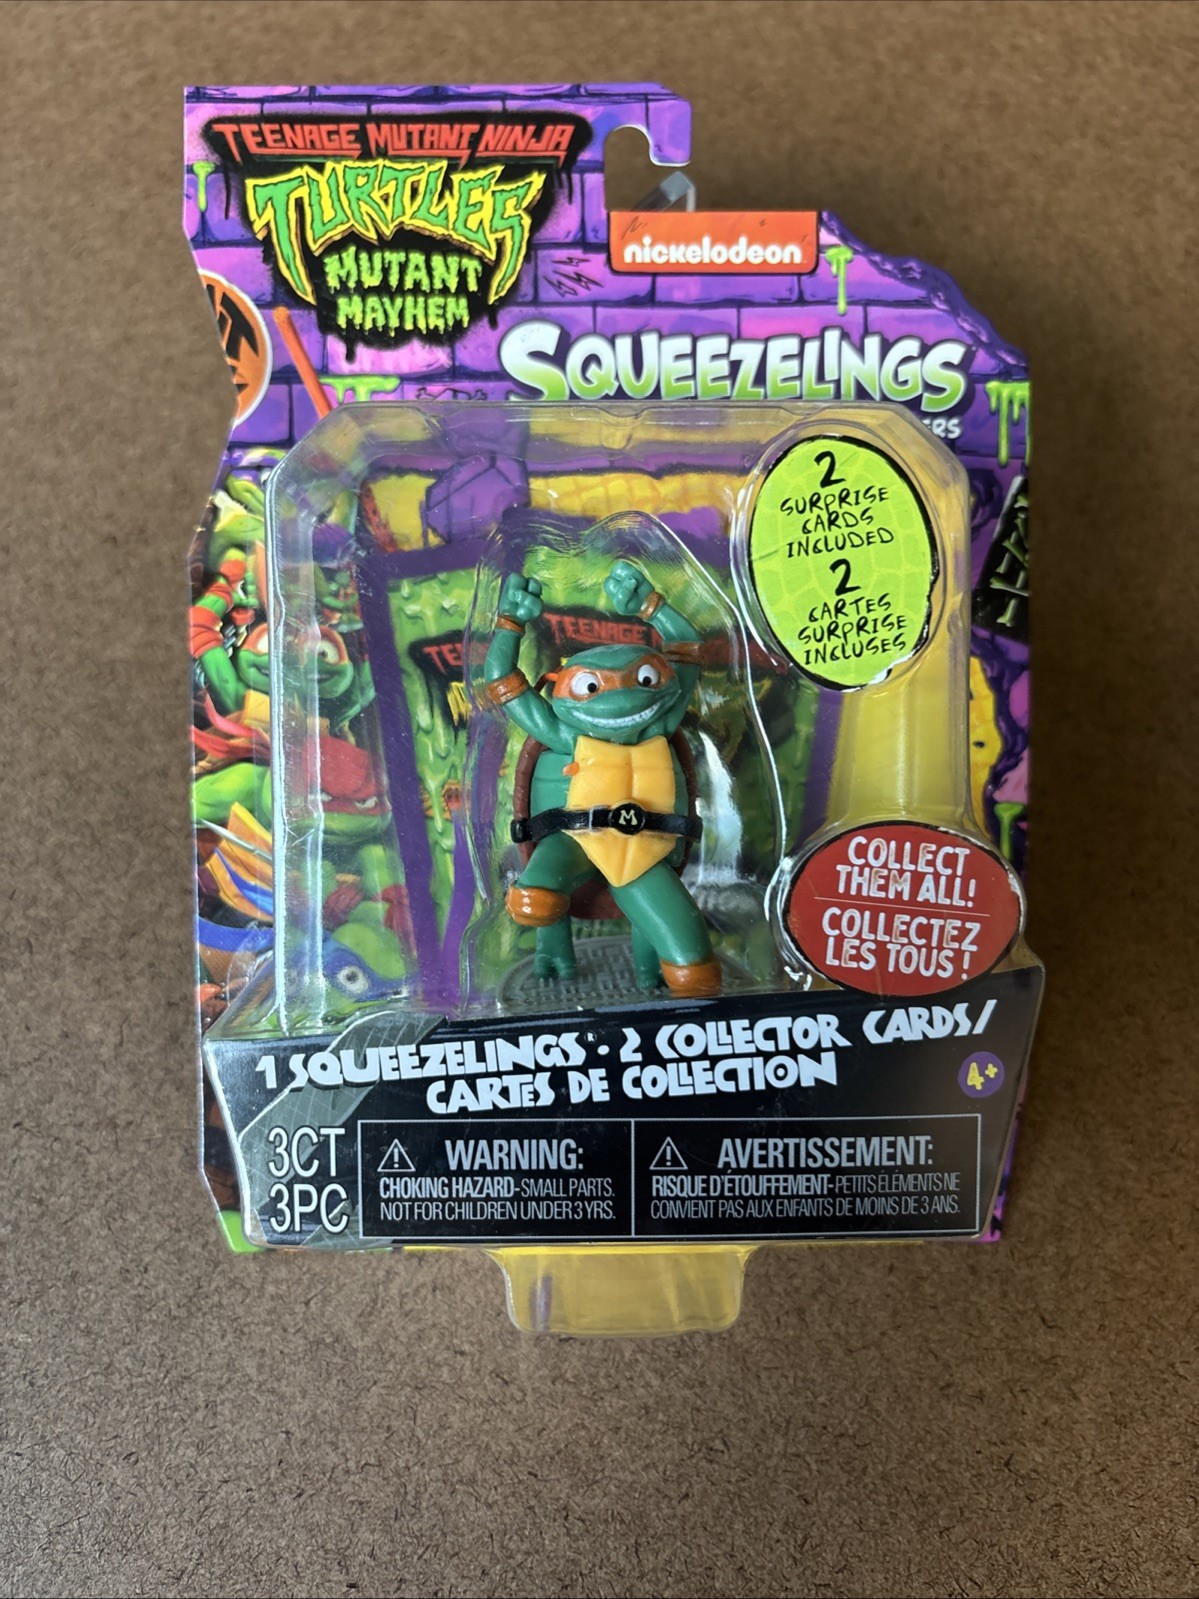 TEENAGE MUTANT NINJA
TURTLES
MUTANT
MAYHEM
nickelodeon
SQUEEZELINGS
2
SURPRISE
CARDS
INCLUDED
2
CARTES
SURPRISE
INCLUSES
TEENAGE
M
COLLECT
THEM ALL!
COLLECTEZ
LES TOUS!
1 SQUEEZELINGS® • 2 COLLECTOR CARDS/
CARTES DE COLLECTION
4+
3CT
3PC
WARNING:
CHOKING HAZARD-SMALL PARTS.
NOT FOR CHILDREN UNDER 3 YRS.
AVERTISSEMENT:
RISQUE D'ÉTOUFFEMENT-PETITS ÉLÉMENTS NE
CONVIENT PAS AUX ENFANTS DE MOINS DE 3 ANS.